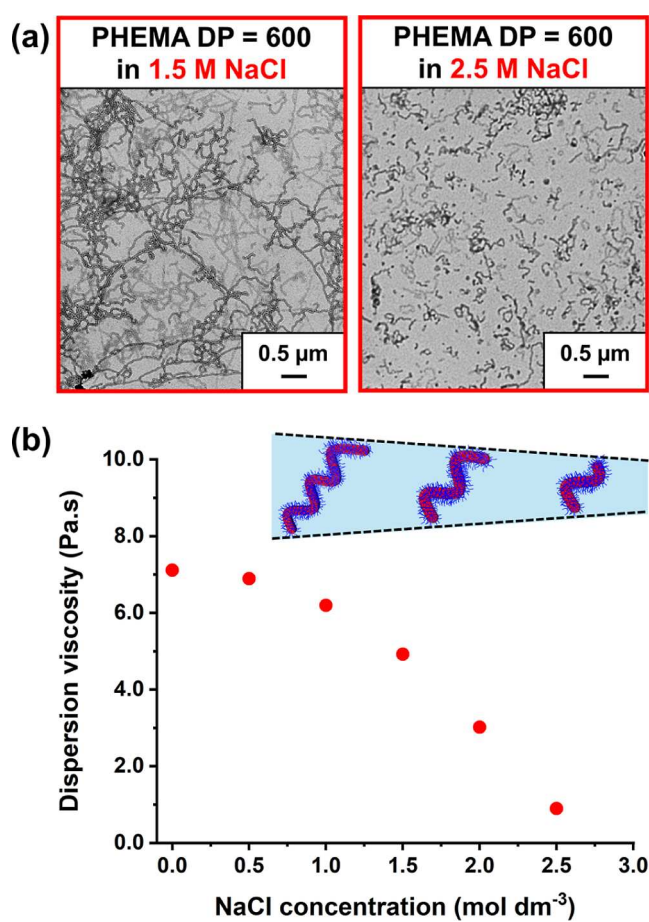 (a)
PHEMA DP = 600
in 1.5 M NaCl
PHEMA DP = 600
in 2.5 M NaCl
0.5 µm
0.5 µm
(b)
10.0
8.0
6.0
4.0
2.0
0.0
Dispersion viscosity (Pa.s)
0.0 0.5 1.0 1.5 2.0 2.5 3.0
NaCl concentration (mol dm⁻³)